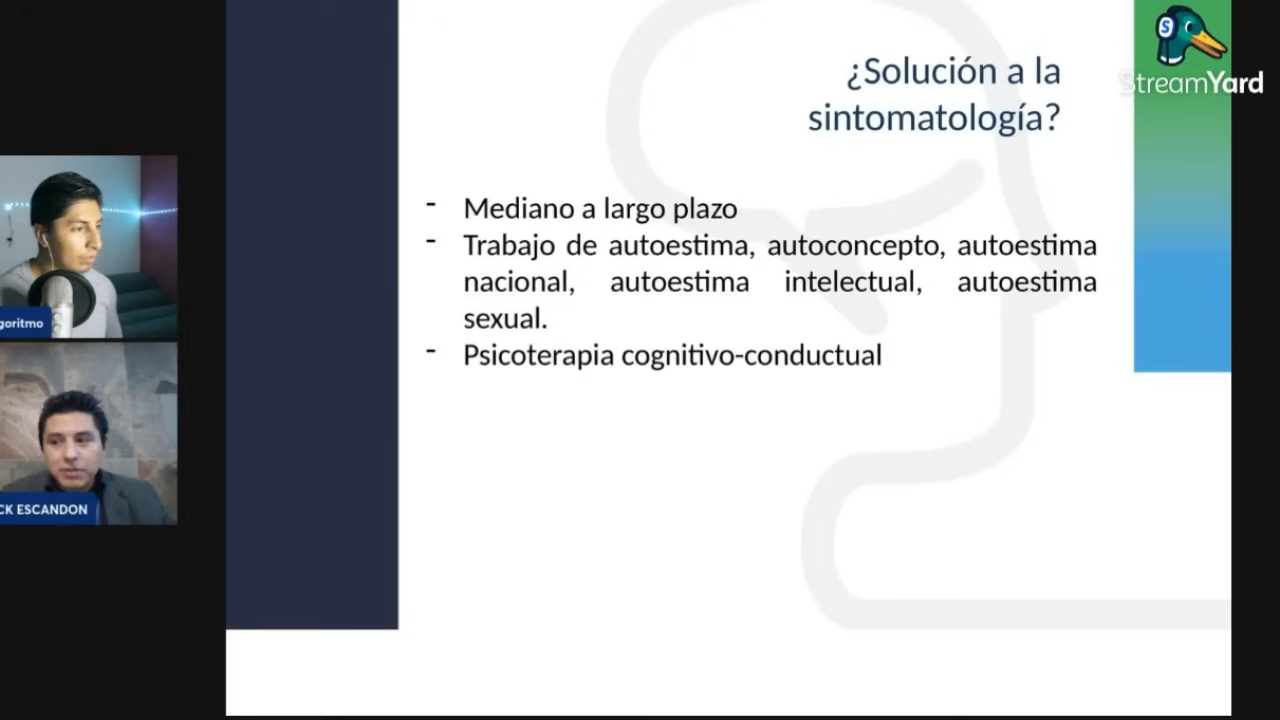 ¿Solución a la
sintomatología?
StreamYard
- Mediano a largo plazo
- Trabajo de autoestima, autoconcepto, autoestima
nacional, autoestima intelectual, autoestima
sexual.
- Psicoterapia cognitivo-conductual
goritmo
CK ESCANDON